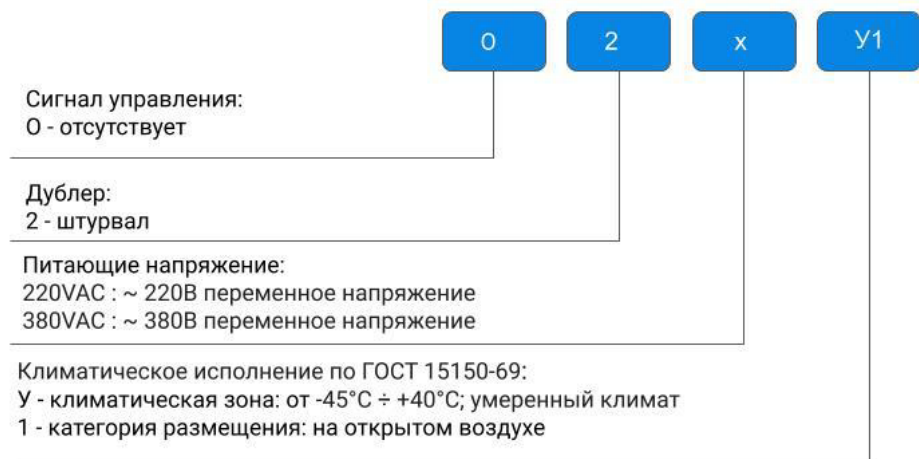 0 2 x У1
Сигнал управления:
О - отсутствует
Дублер:
2 - штурвал
Питающие напряжение:
220VAC : ~ 220В переменное напряжение
380VAC : ~ 380В переменное напряжение
Климатическое исполнение по ГОСТ 15150-69:
У - климатическая зона: от -45°С ÷ +40°С; умеренный климат
1 - категория размещения: на открытом воздухе